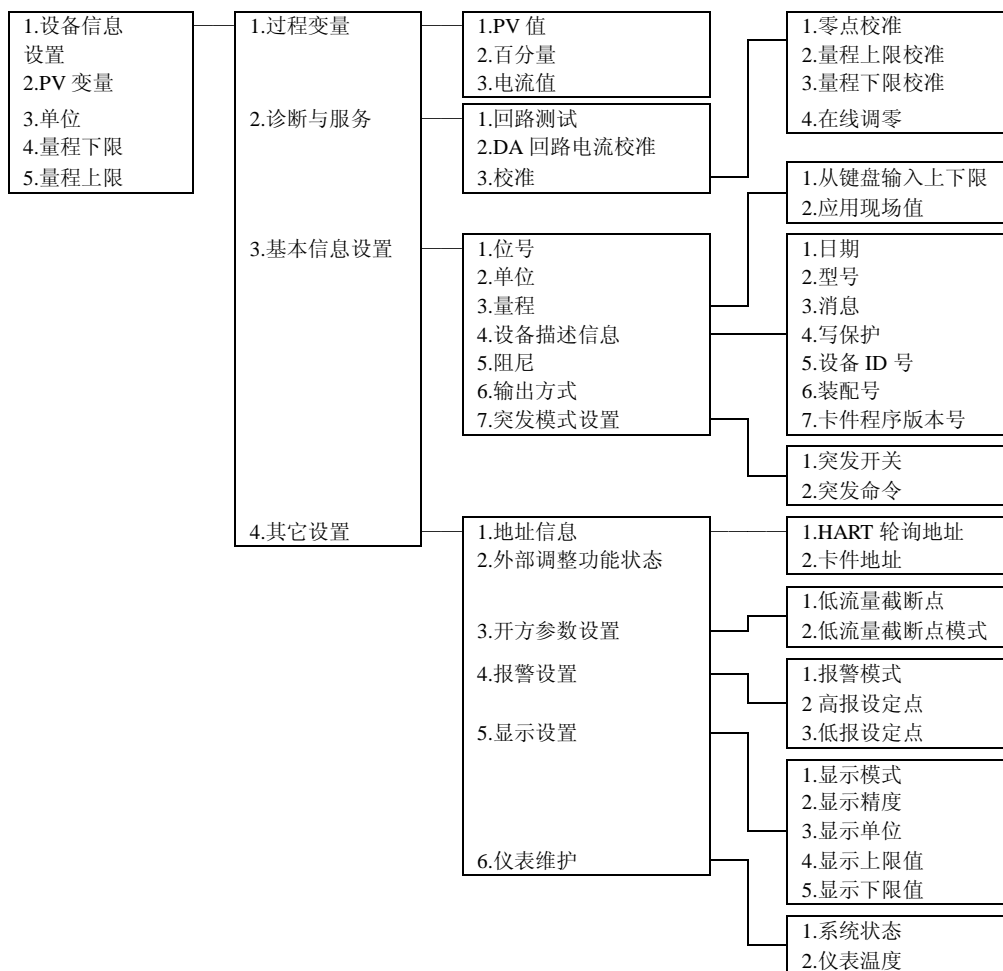 1.设备信息
设置
2.PV 变量
3.单位
4.量程下限
5.量程上限
1.过程变量
2.诊断与服务
3.基本信息设置
4.其它设置
1.PV 值
2.百分量
3.电流值
1.回路测试
2.DA 回路电流校准
3.校准
1.位号
2.单位
3.量程
4.设备描述信息
5.阻尼
6.输出方式
7.突发模式设置
1.地址信息
2.外部调整功能状态
3.开方参数设置
4.报警设置
5.显示设置
6.仪表维护
1.零点校准
2.量程上限校准
3.量程下限校准
4.在线调零
1.从键盘输入上下限
2.应用现场值
1.日期
2.型号
3.消息
4.写保护
5.设备 ID 号
6.装配号
7.卡件程序版本号
1.突发开关
2.突发命令
1.HART 轮询地址
2.卡件地址
1.低流量截断点
2.低流量截断点模式
1.报警模式
2 高报设定点
3.低报设定点
1.显示模式
2.显示精度
3.显示单位
4.显示上限值
5.显示下限值
1.系统状态
2.仪表温度